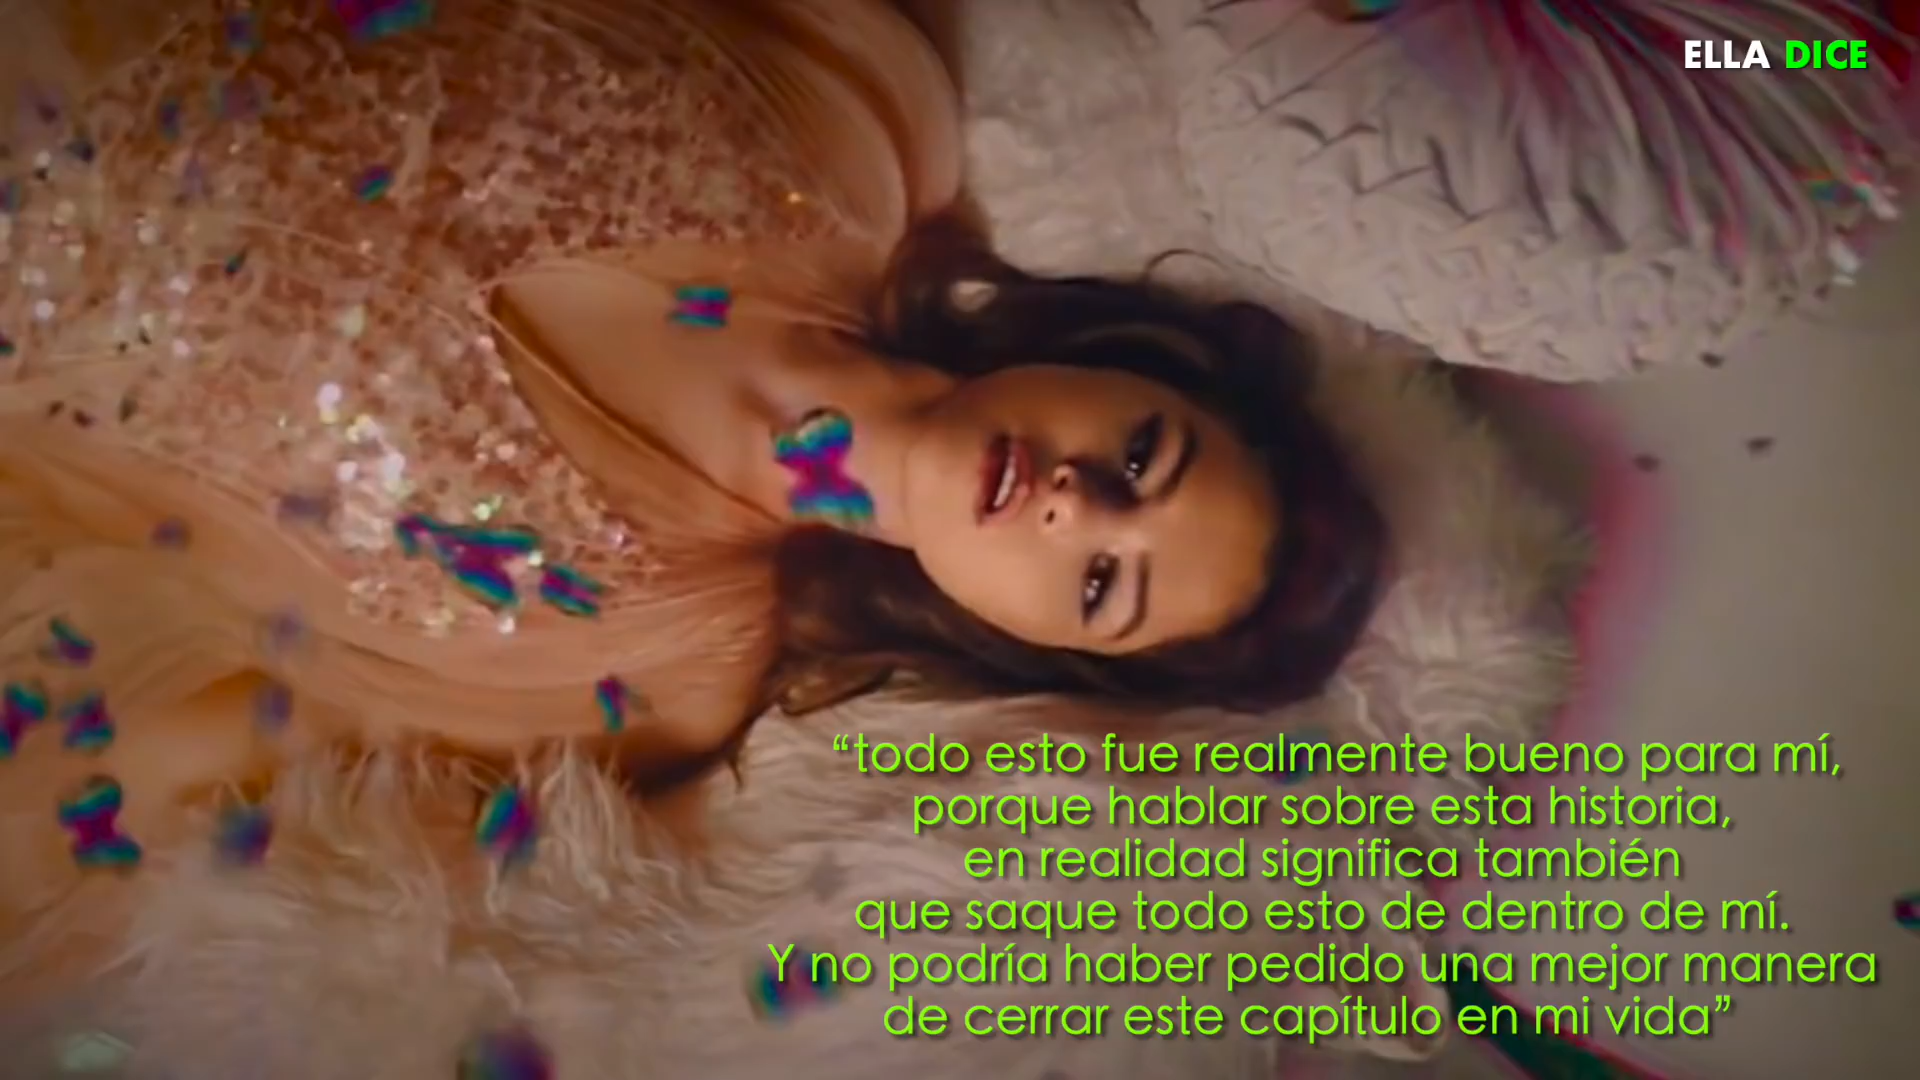 ELLA DICE
“todo esto fue realmente bueno para mí,
porque hablar sobre esta historia,
en realidad significa también
que saque todo esto de dentro de mí.
Y no podría haber pedido una mejor manera
de cerrar este capítulo en mi vida”